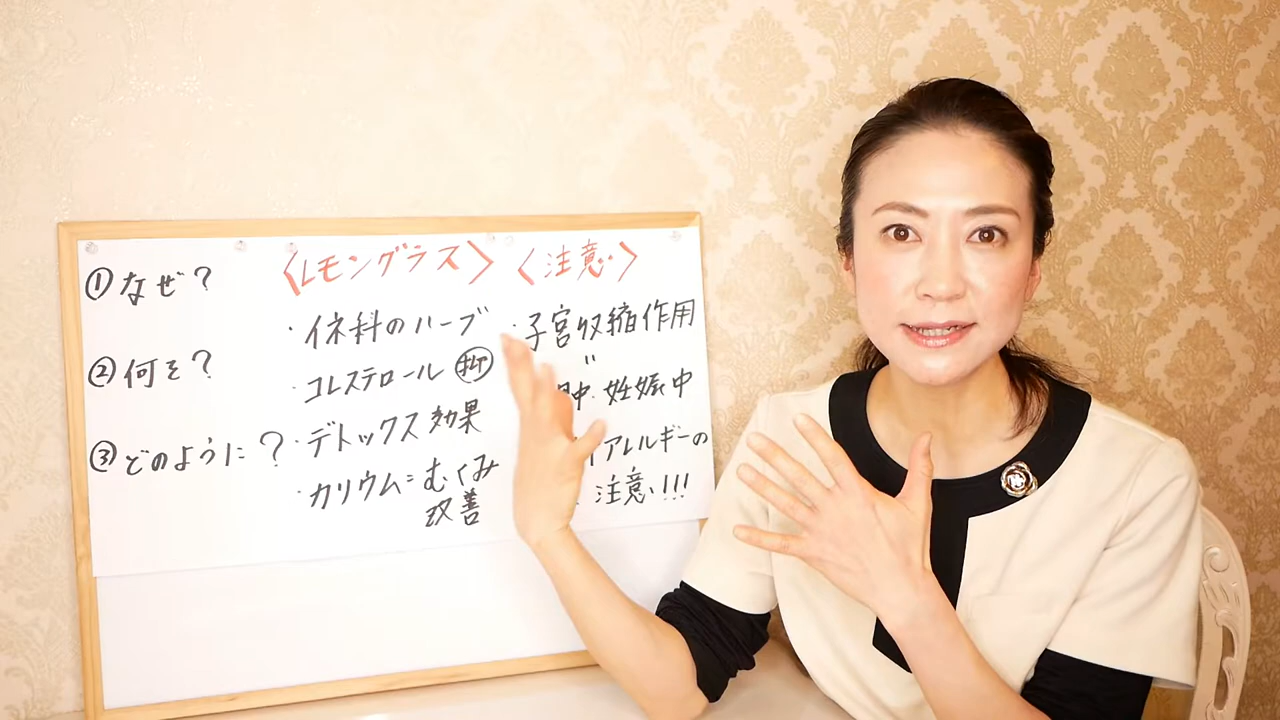 ①なぜ?
②何を?
③どのように?
〈レモングラス〉
・イネ科のハーブ
・コレステロール 抑
・デトックス効果
・カリウム=むくみ
改善
〈注意〉
・子宮収縮作用
〃
中・妊娠中
アレルギーの
注意!!!